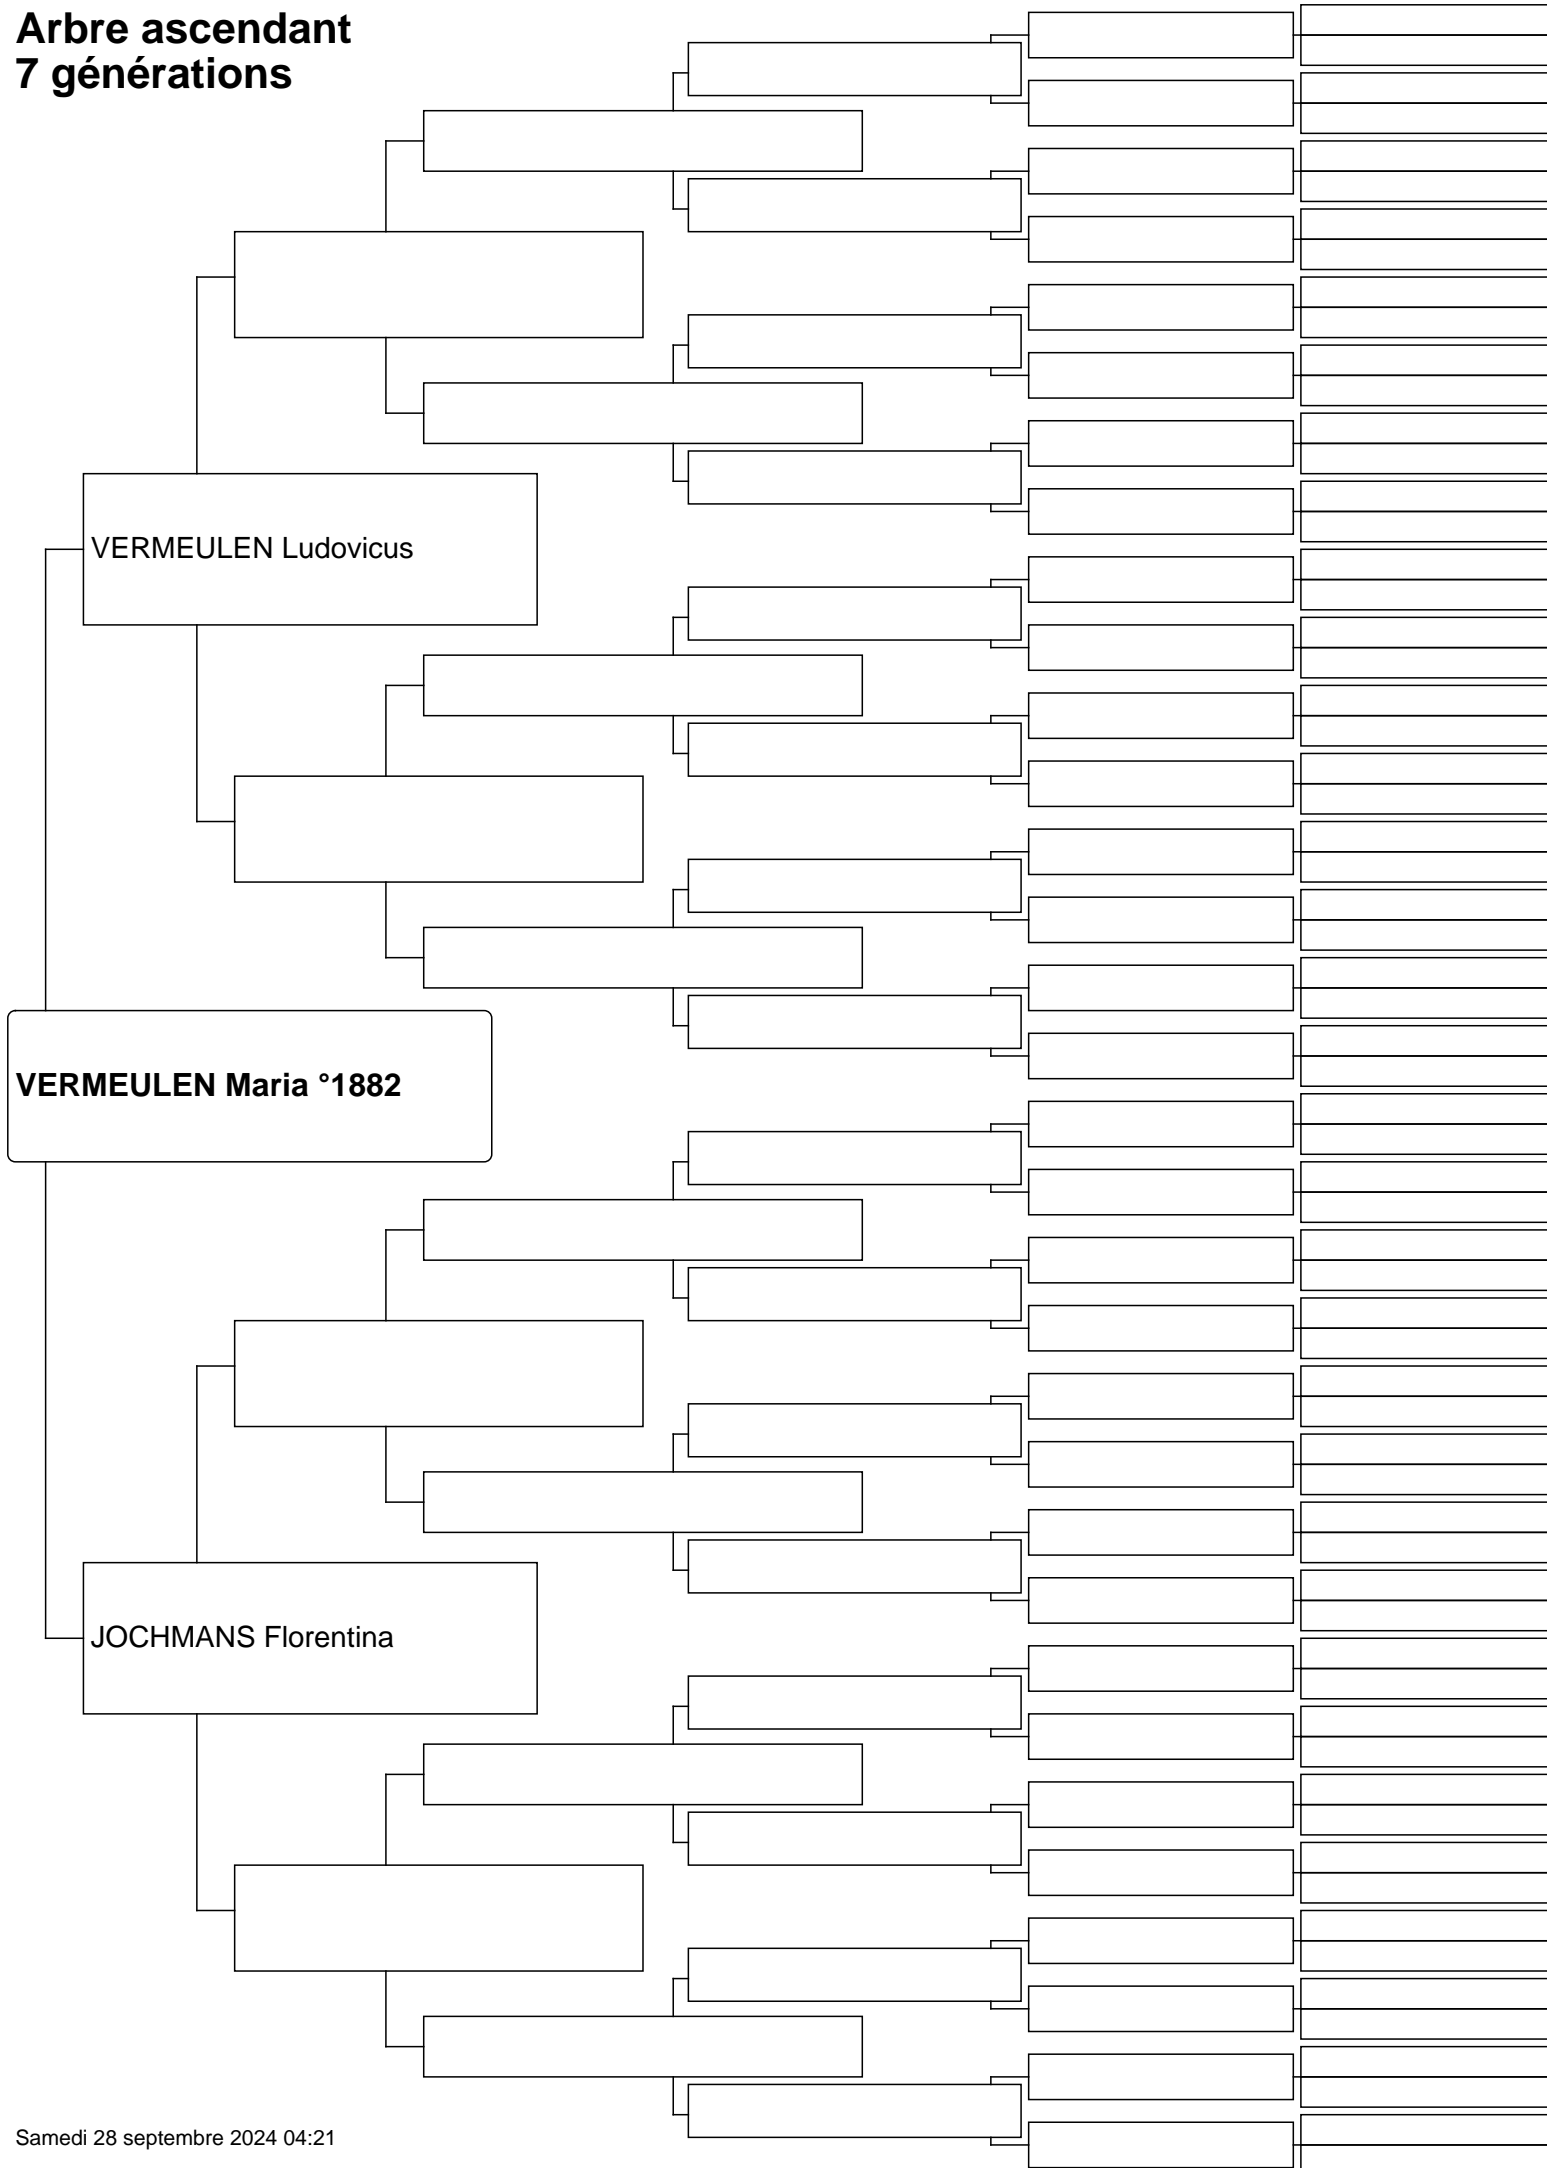 Arbre ascendant
7 générations
VERMEULEN Ludovicus
VERMEULEN Maria °1882
JOCHMANS Florentina
Samedi 28 septembre 2024 04:21